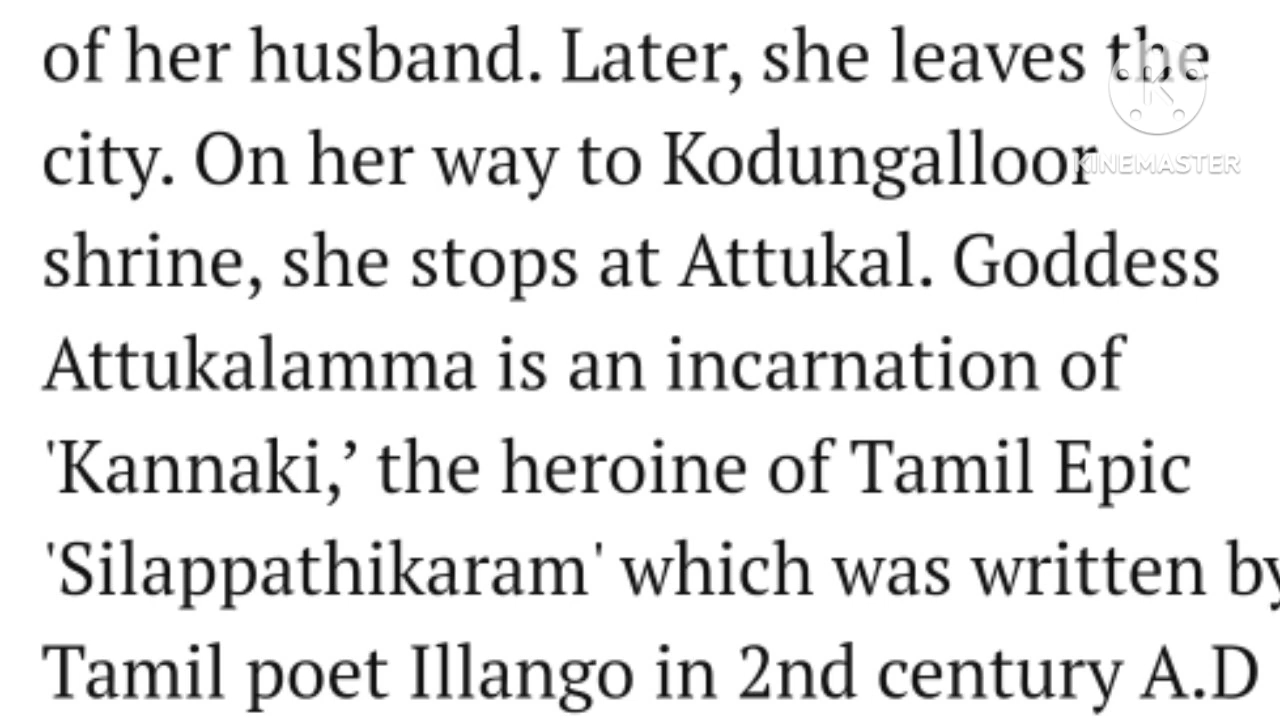 of her husband. Later, she leaves the
city. On her way to Kodungalloor
KINEMASTER
shrine, she stops at Attukal. Goddess
Attukalamma is an incarnation of
'Kannaki,’ the heroine of Tamil Epic
'Silappathikaram' which was written by
Tamil poet Illango in 2nd century A.D